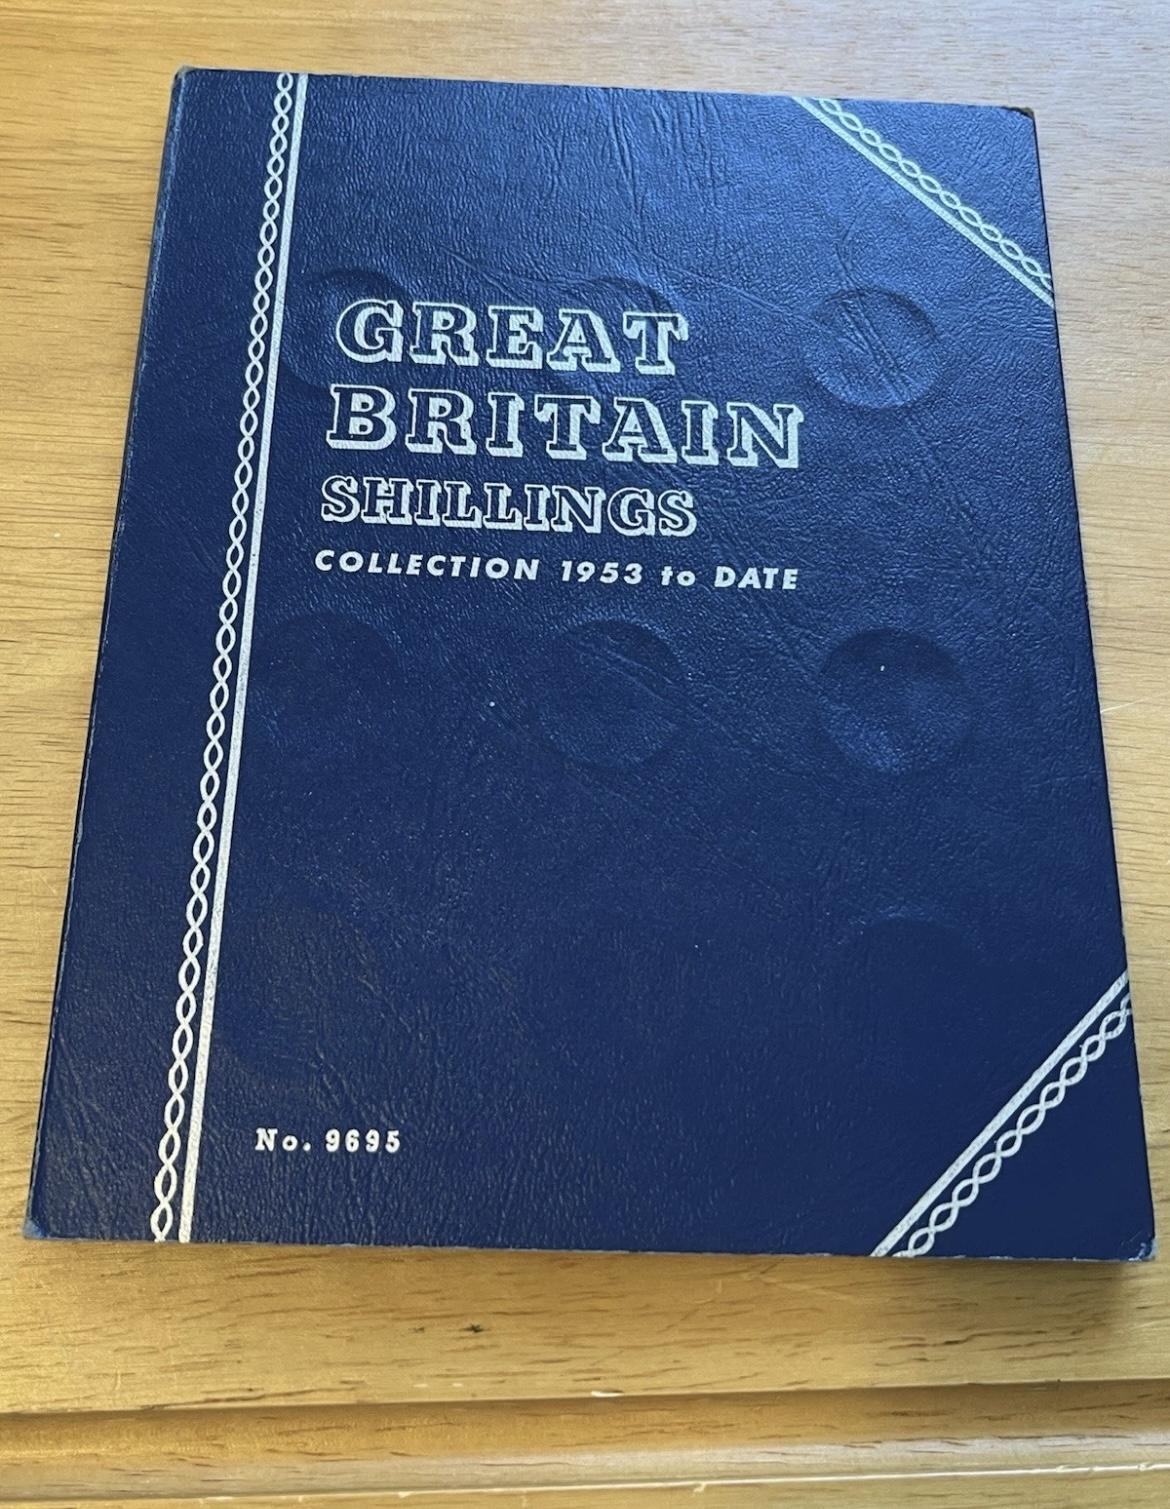 GREAT
BRITAIN
SHILLINGS
COLLECTION 1953 to DATE
No. 9695